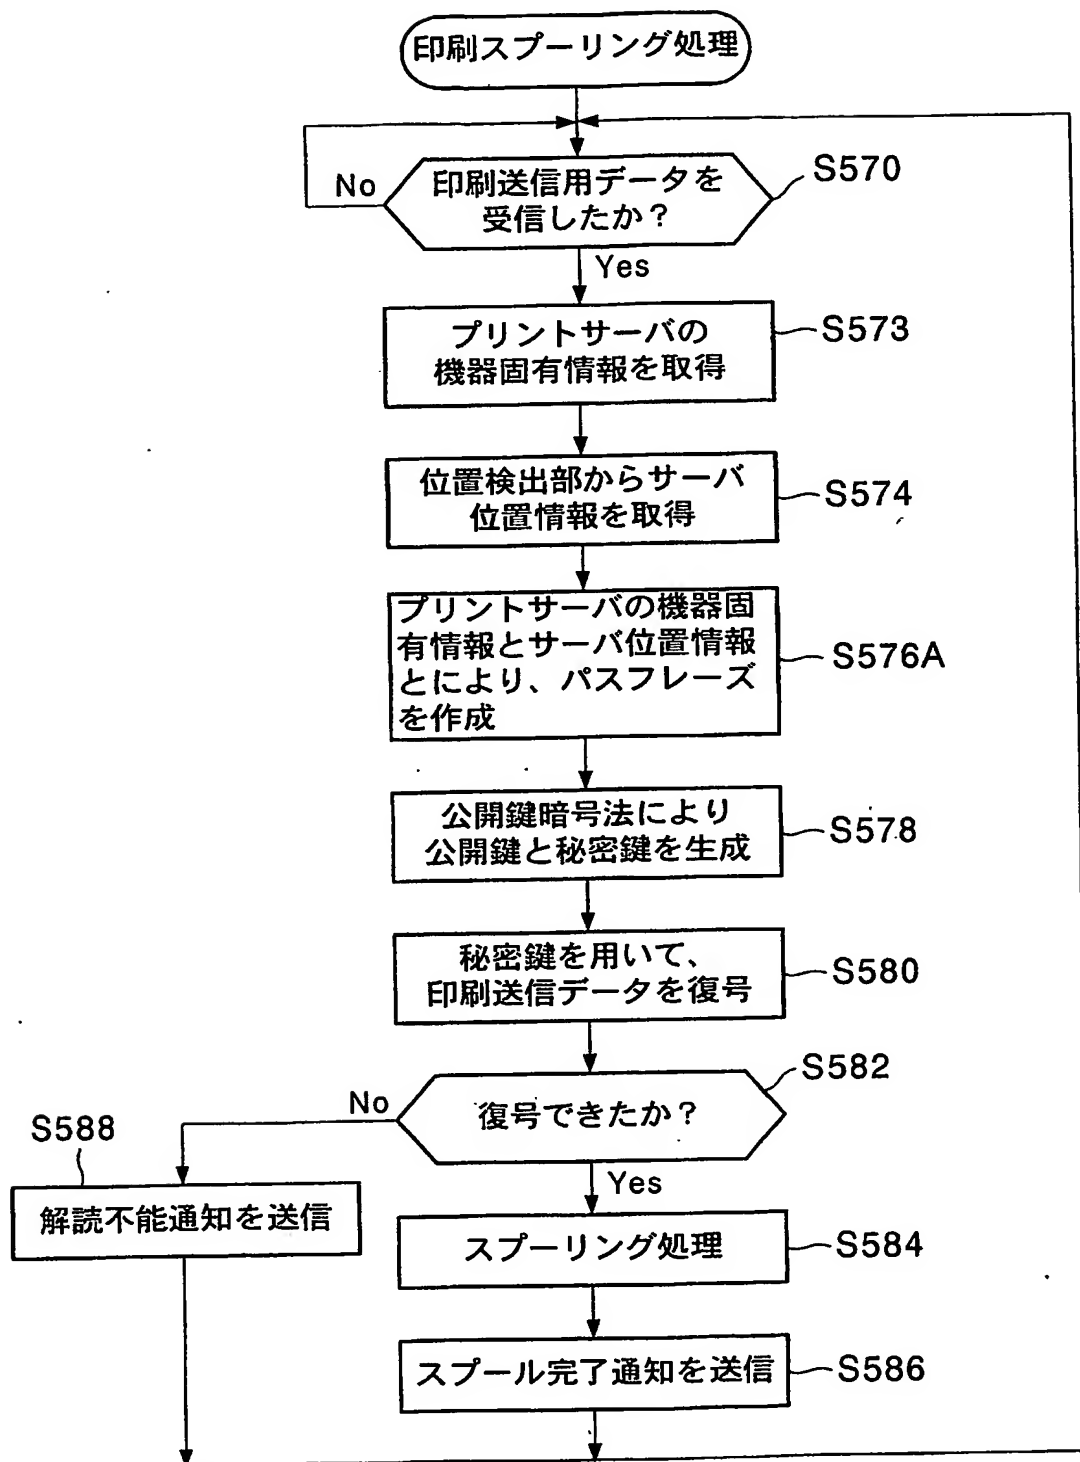 印刷スプーリング処理
No
印刷送信用データを
受信したか？
S570
Yes
プリントサーバの
機器固有情報を取得
S573
位置検出部からサーバ
位置情報を取得
S574
プリントサーバの機器固
有情報とサーバ位置情報
とにより、パスフレーズ
を作成
S576A
公開鍵暗号法により
公開鍵と秘密鍵を生成
S578
秘密鍵を用いて、
印刷送信データを復号
S580
復号できたか？
S582
No
Yes
S588
解読不能通知を送信
スプーリング処理
S584
スプール完了通知を送信
S586